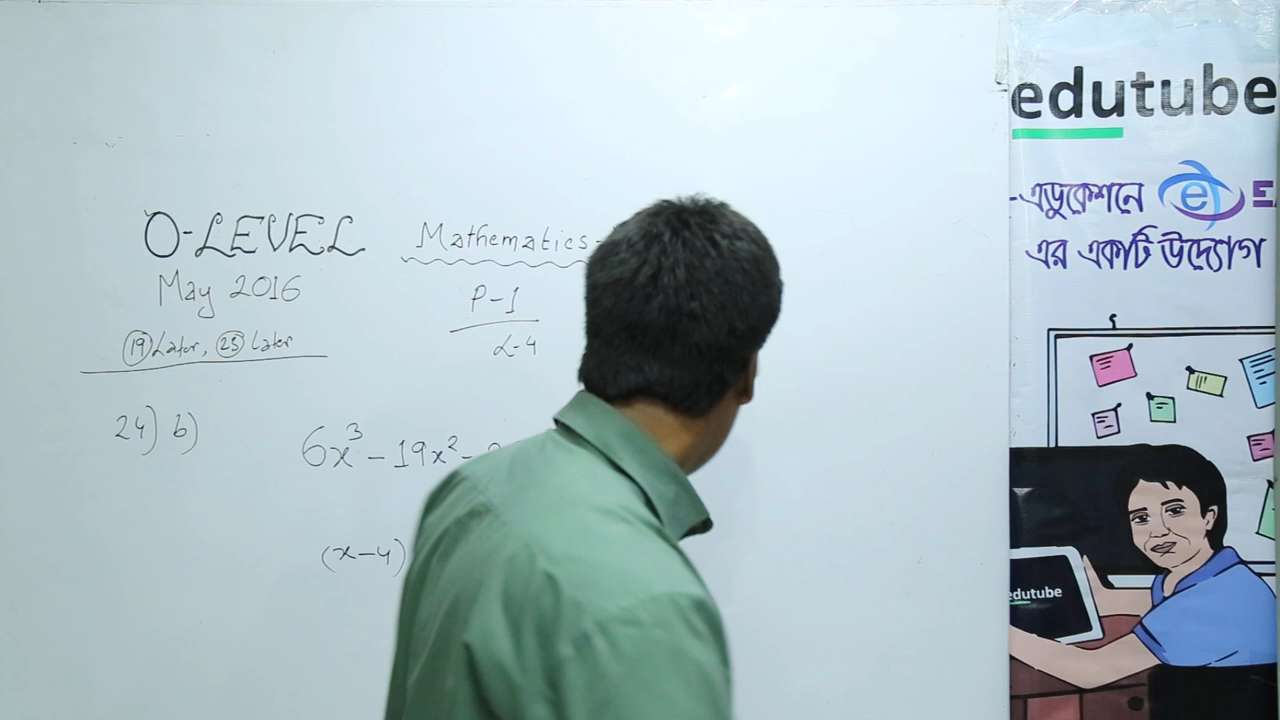 O-LEVEL
Mathematics-
May 2016
P-1
19 Later, 25 Later
L-4
24) b)
6x³ - 19x² -
(x-4)
edutube
-এডুকেশনে e E
এর একটি উদ্যোগ
edutube